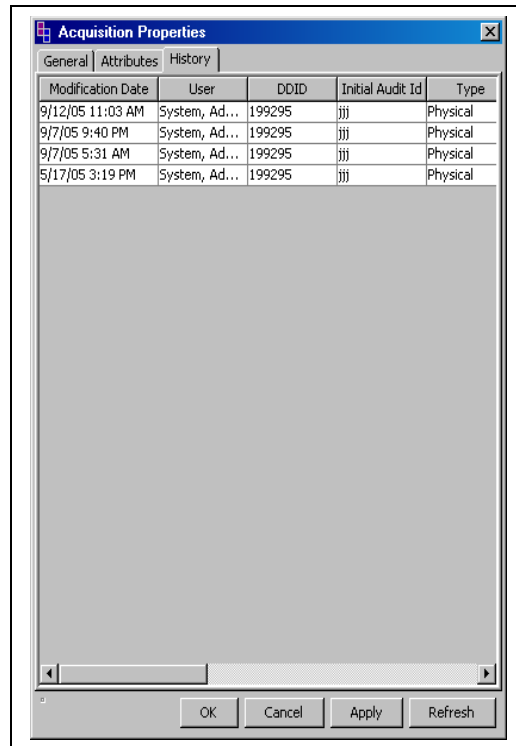 Acquisition Properties
General Attributes History
Modification Date User DDID Initial Audit Id Type
9/12/05 11:03 AM System, Ad... 199295 jjj Physical
9/7/05 9:40 PM System, Ad... 199295 jjj Physical
9/7/05 5:31 AM System, Ad... 199295 jjj Physical
5/17/05 3:19 PM System, Ad... 199295 jjj Physical
OK Cancel Apply Refresh